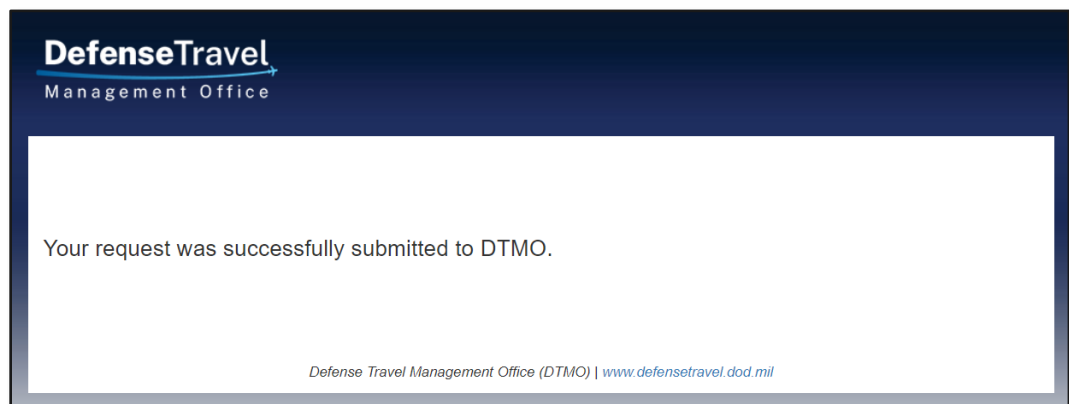 DefenseTravel
Management Office
Your request was successfully submitted to DTMO.
Defense Travel Management Office (DTMO) | www.defensetravel.dod.mil